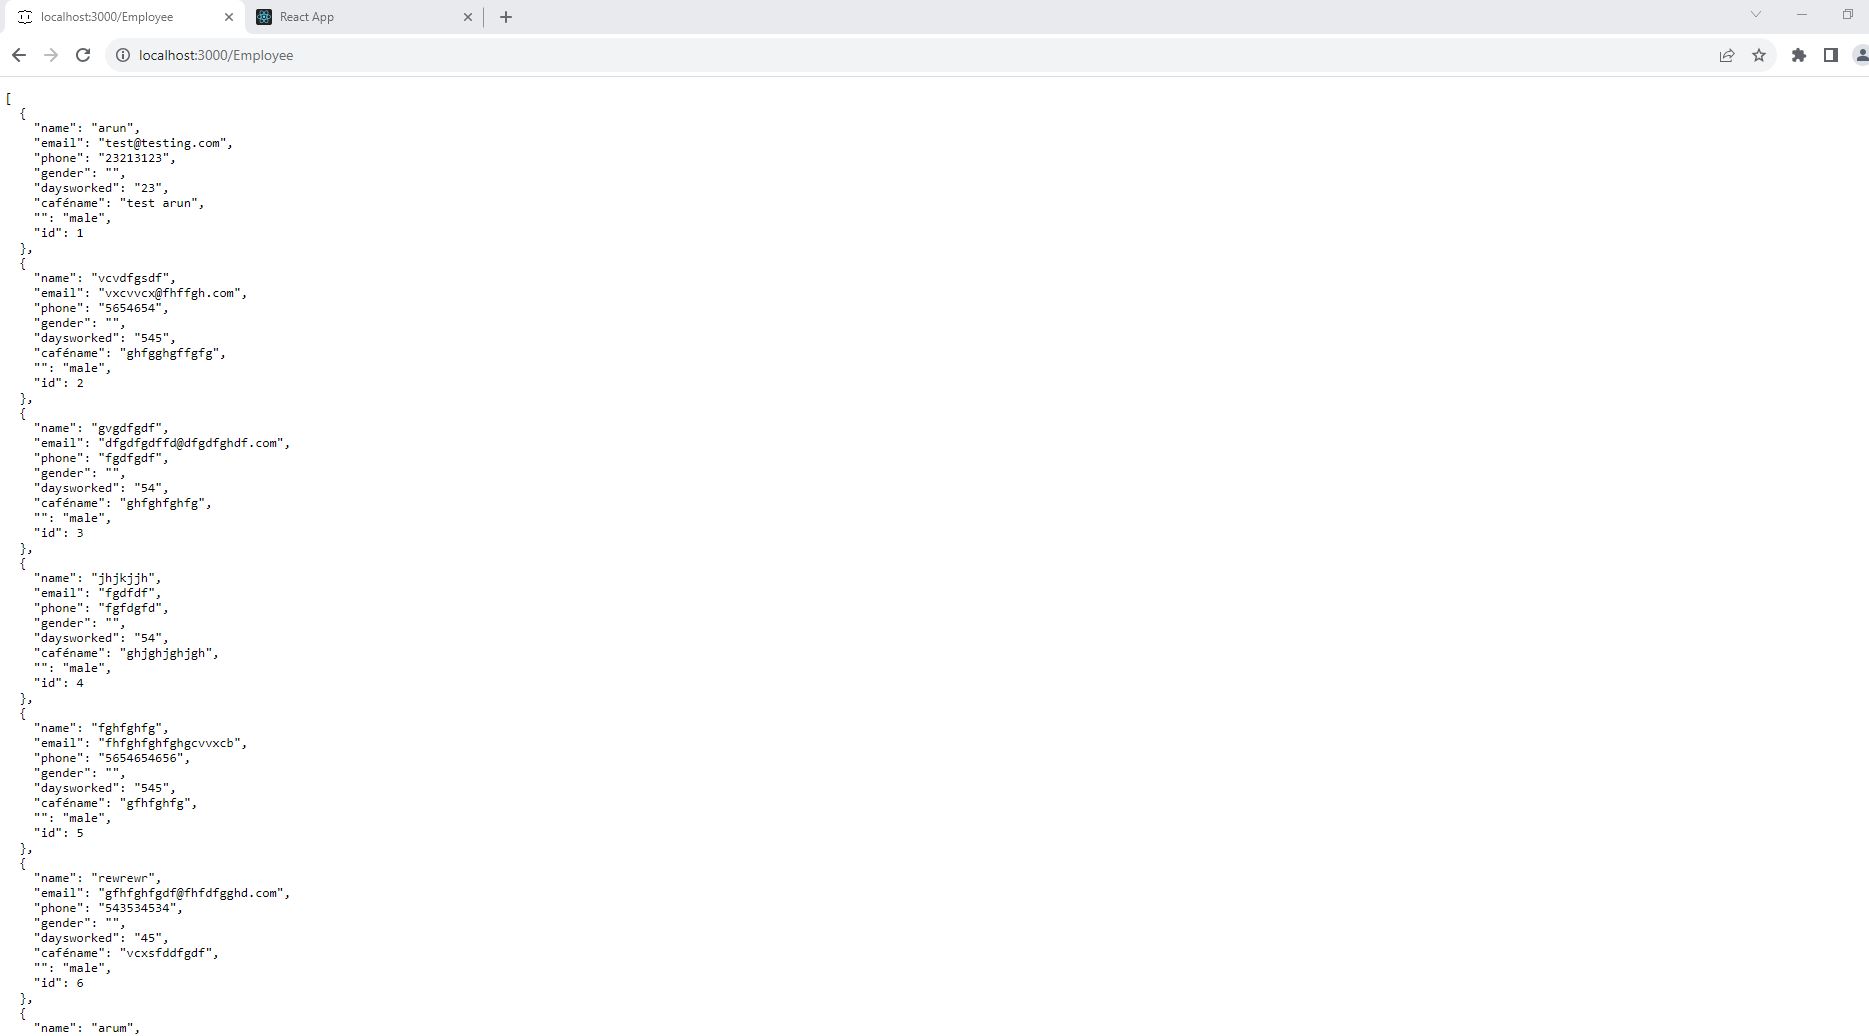 localhost:3000/Employee
React App
localhost:3000/Employee
[
  {
    "name": "arun",
    "email": "test@testing.com",
    "phone": "23213123",
    "gender": "",
    "daysworked": "23",
    "caféname": "test arun",
    "": "male",
    "id": 1
  },
  {
    "name": "vcvdfgsdf",
    "email": "vxcvvcx@fhffgh.com",
    "phone": "5654654",
    "gender": "",
    "daysworked": "545",
    "caféname": "ghfgghgffgfg",
    "": "male",
    "id": 2
  },
  {
    "name": "gvgdfgdf",
    "email": "dfgdfgdffd@dfgdfghdf.com",
    "phone": "fgdfgdf",
    "gender": "",
    "daysworked": "54",
    "caféname": "ghfghfghfg",
    "": "male",
    "id": 3
  },
  {
    "name": "jhjkjjh",
    "email": "fgdfdf",
    "phone": "fgfdgfd",
    "gender": "",
    "daysworked": "54",
    "caféname": "ghjghjghjgh",
    "": "male",
    "id": 4
  },
  {
    "name": "fghfghfg",
    "email": "fhfghfghfghgcvvxcb",
    "phone": "5654654656",
    "gender": "",
    "daysworked": "545",
    "caféname": "gfhfghfg",
    "": "male",
    "id": 5
  },
  {
    "name": "rewrewr",
    "email": "gfhfghfgdf@fhfdfgghd.com",
    "phone": "543534534",
    "gender": "",
    "daysworked": "45",
    "caféname": "vcxsfddfgdf",
    "": "male",
    "id": 6
  },
  {
    "name": "arum",